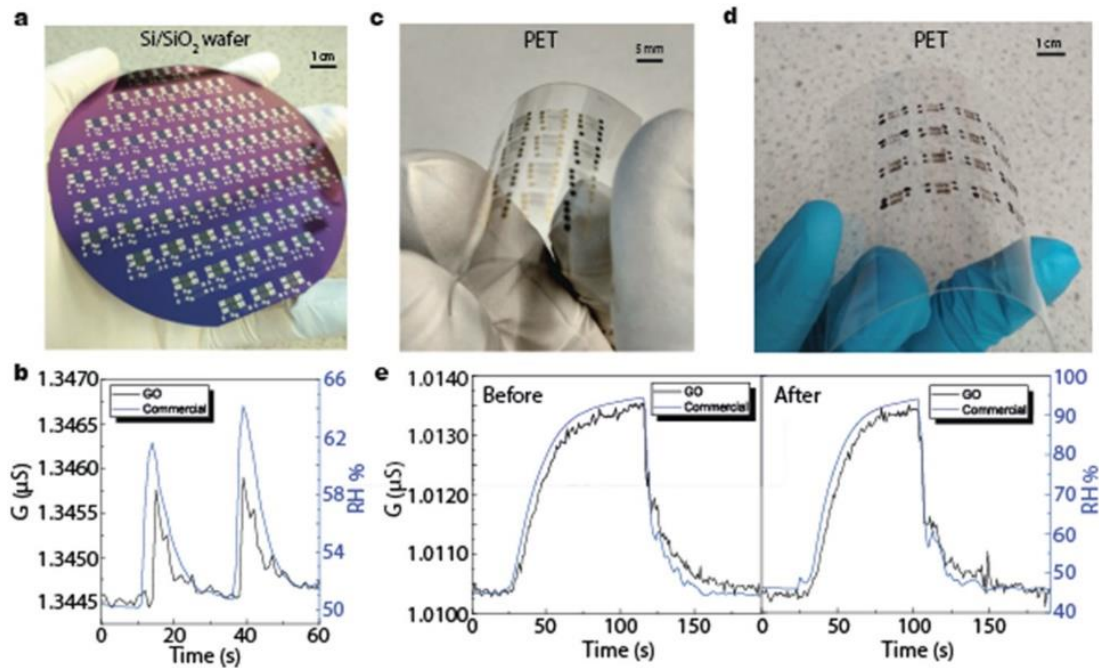 a
Si/SiO₂ wafer
1 cm
c
PET
5 mm
d
PET
1 cm
b
1.3470
1.3465
1.3460
1.3455
1.3450
1.3445
G (μS)
GO
Commercial
66
62
58
54
50
RH %
0 20 40 60
Time (s)
e
1.0140
1.0130
1.0120
1.0110
1.0100
G (μS)
Before
GO
Commercial
After
GO
Commercial
100
90
80
70
60
50
40
RH %
0 50 100 150 0 50 100 150
Time (s) Time (s)